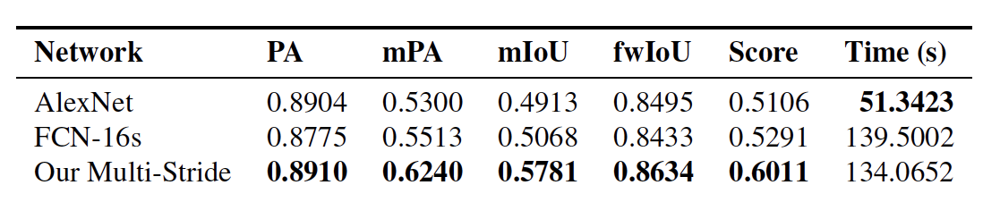 Network PA mPA mIoU fwIoU Score Time (s)
AlexNet 0.8904 0.5300 0.4913 0.8495 0.5106 51.3423
FCN-16s 0.8775 0.5513 0.5068 0.8433 0.5291 139.5002
Our Multi-Stride 0.8910 0.6240 0.5781 0.8634 0.6011 134.0652